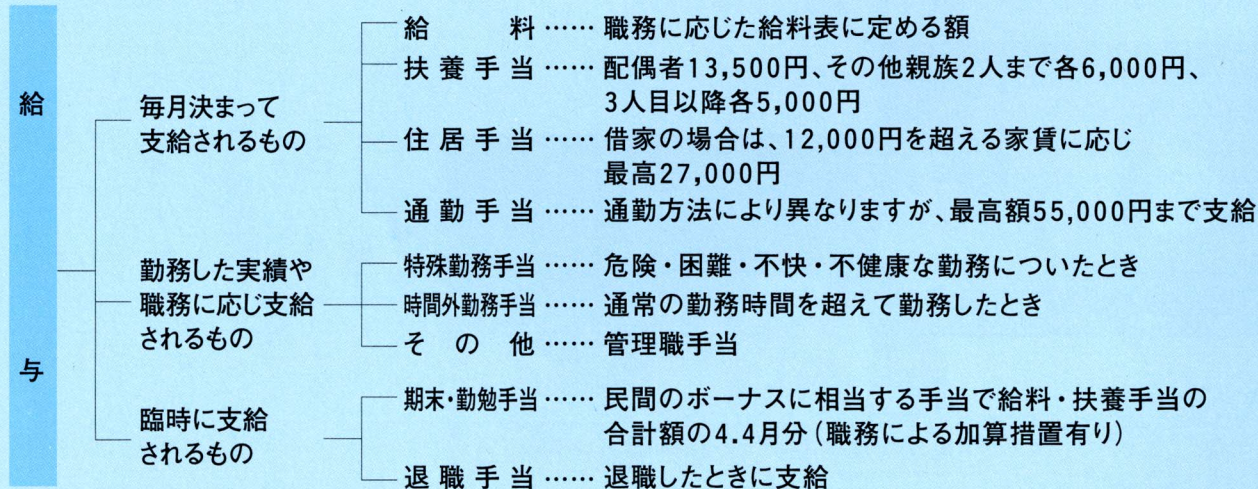 給与
毎月決まって
支給されるもの
給料……職務に応じた給料表に定める額
扶養手当……配偶者13,500円、その他親族2人まで各6,000円、
3人目以降各5,000円
住居手当……借家の場合は、12,000円を超える家賃に応じ
最高27,000円
通勤手当……通勤方法により異なりますが、最高額55,000円まで支給
勤務した実績や
職務に応じ支給
されるもの
特殊勤務手当……危険・困難・不快・不健康な勤務についたとき
時間外勤務手当……通常の勤務時間を超えて勤務したとき
その他……管理職手当
臨時に支給
されるもの
期末・勤勉手当……民間のボーナスに相当する手当で給料・扶養手当の
合計額の4.4月分(職務による加算措置有り)
退職手当……退職したときに支給